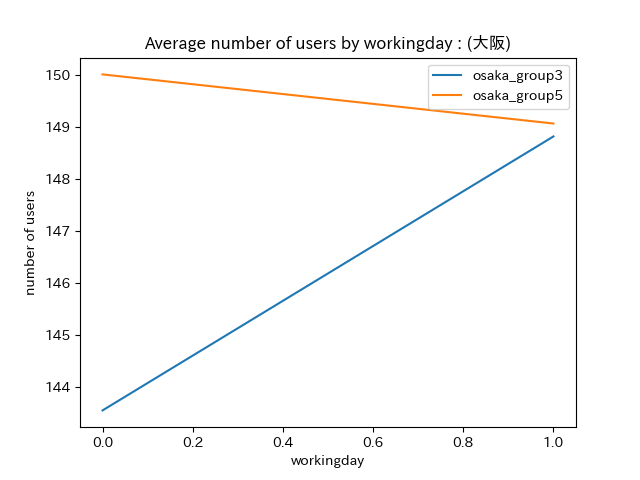 Average number of users by workingday : (大阪)
osaka_group3
osaka_group5
number of users
150
149
148
147
146
145
144
0.0 0.2 0.4 0.6 0.8 1.0
workingday